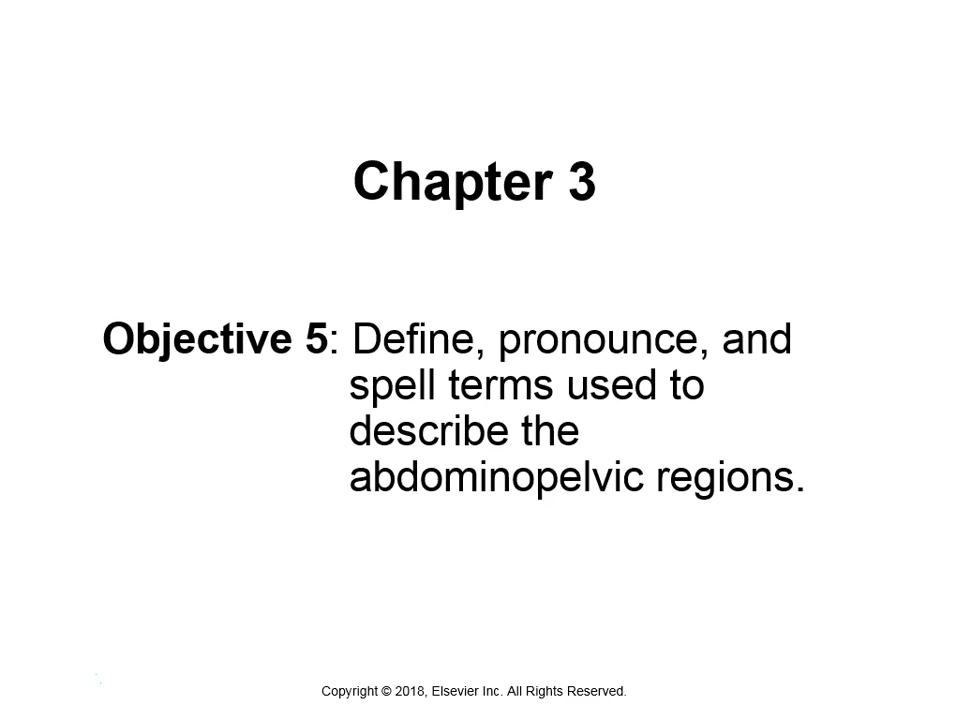 Chapter 3
Objective 5: Define, pronounce, and
spell terms used to
describe the
abdominopelvic regions.
Copyright © 2018, Elsevier Inc. All Rights Reserved.